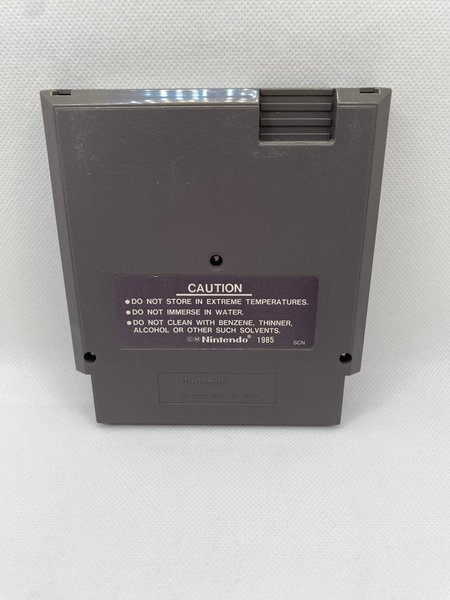 CAUTION
●DO NOT STORE IN EXTREME TEMPERATURES.
●DO NOT IMMERSE IN WATER.
●DO NOT CLEAN WITH BENZENE, THINNER,
ALCOHOL OR OTHER SUCH SOLVENTS.
©M Nintendo® 1985
SCN
Nintendo